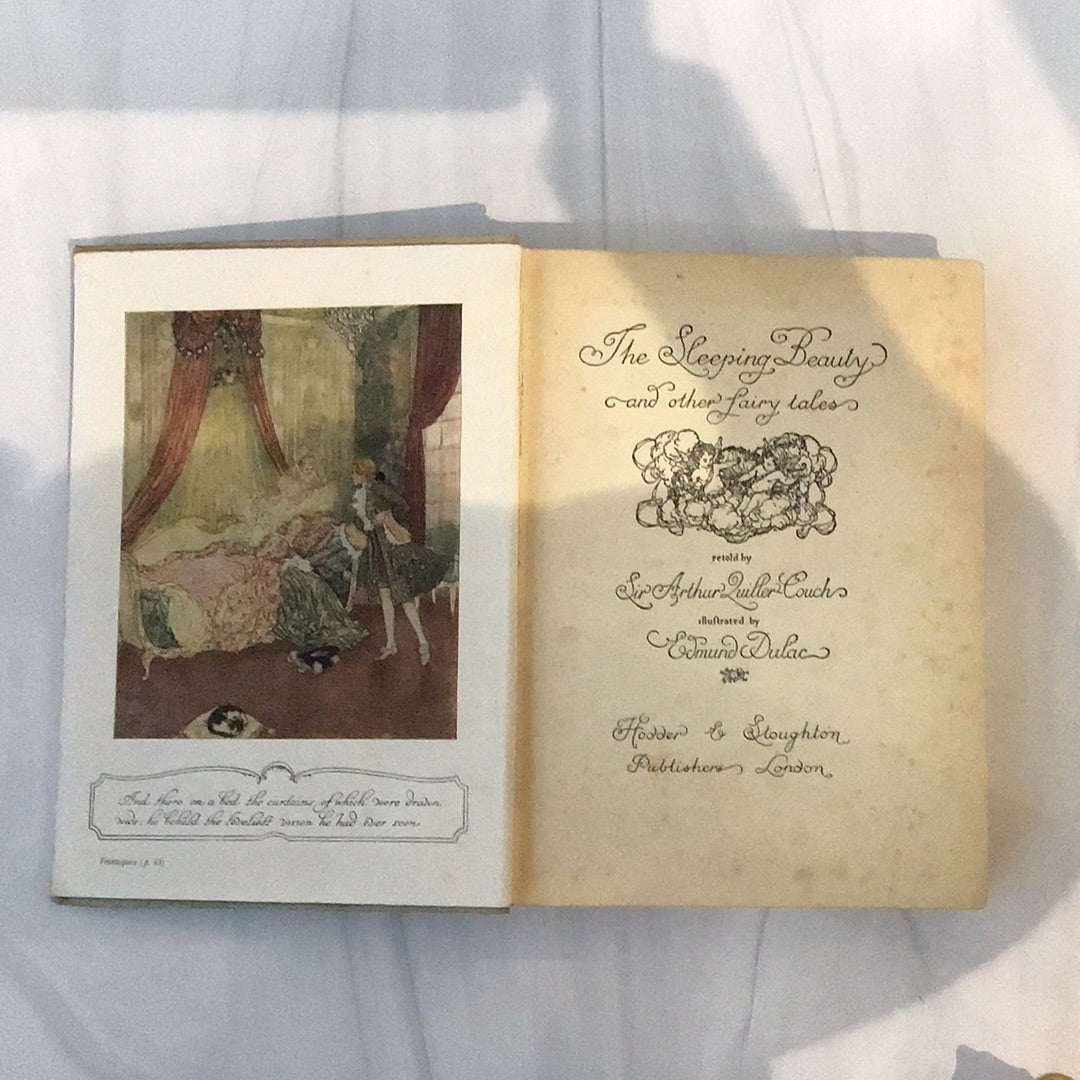 And there, on a bed the curtains of which were drawn
wide, he beheld the loveliest vision he had ever seen.
Frontispiece (p. 43)
The Sleeping Beauty
and other fairy tales
retold by
Sir Arthur Quiller-Couch
illustrated by
Edmund Dulac
Hodder & Stoughton
Publishers London